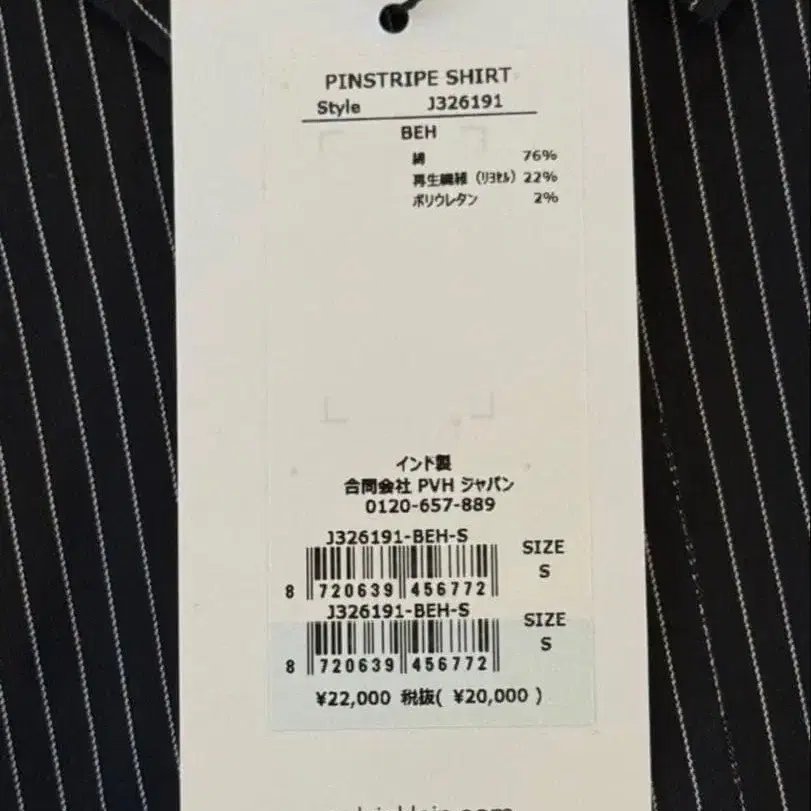 PINSTRIPE SHIRT
Style J326191
BEH
綿 76%
再生繊維 (リヨセル) 22%
ポリウレタン 2%
インド製
合同会社 PVH ジャパン
0120-657-889
J326191-BEH-S
SIZE
S
8 720639 456772
J326191-BEH-S
SIZE
S
8 720639 456772
¥22,000 税抜( ¥20,000 )